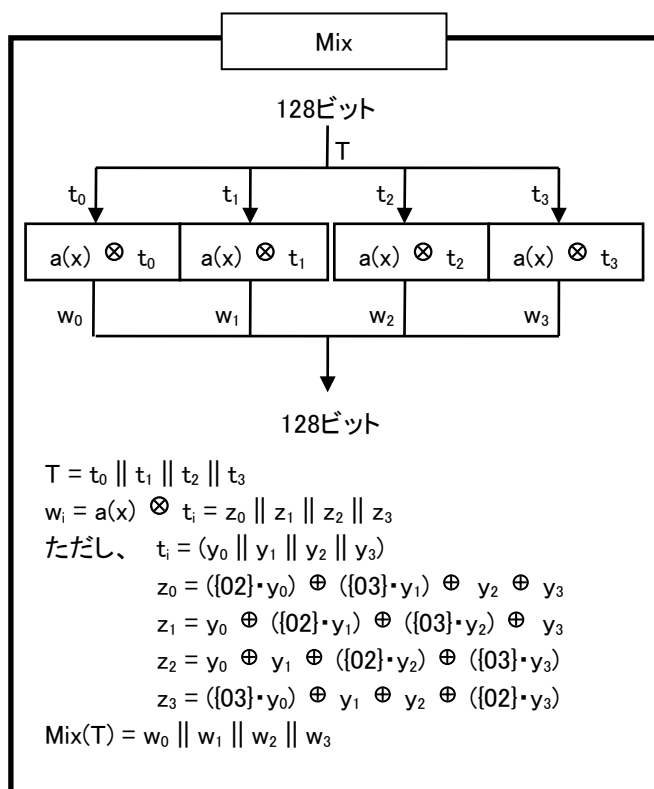 Mix
128ビット
T
t₀ t₁ t₂ t₃
a(x) ⊗ t₀ a(x) ⊗ t₁ a(x) ⊗ t₂ a(x) ⊗ t₃
w₀ w₁ w₂ w₃
128ビット
T = t₀ || t₁ || t₂ || t₃
wᵢ = a(x) ⊗ tᵢ = z₀ || z₁ || z₂ || z₃
ただし、 tᵢ = (y₀ || y₁ || y₂ || y₃)
z₀ = ({02}・y₀) ⊕ ({03}・y₁) ⊕ y₂ ⊕ y₃
z₁ = y₀ ⊕ ({02}・y₁) ⊕ ({03}・y₂) ⊕ y₃
z₂ = y₀ ⊕ y₁ ⊕ ({02}・y₂) ⊕ ({03}・y₃)
z₃ = ({03}・y₀) ⊕ y₁ ⊕ y₂ ⊕ ({02}・y₃)
Mix(T) = w₀ || w₁ || w₂ || w₃